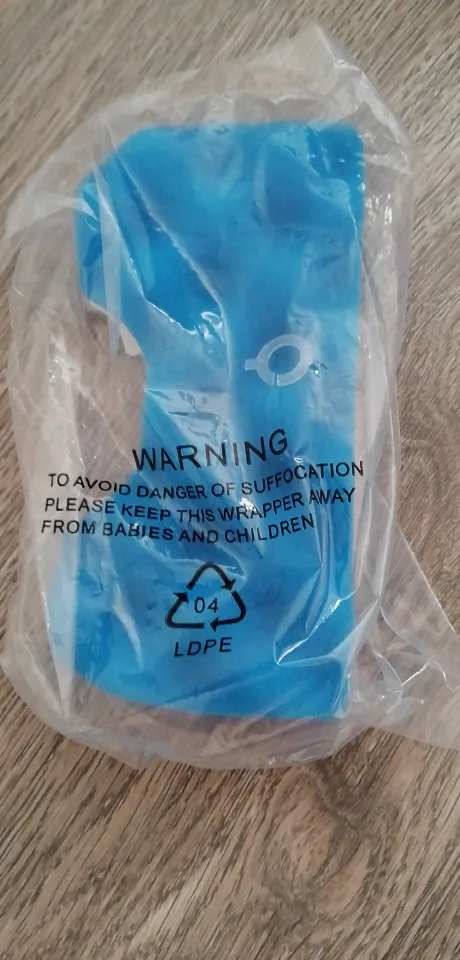 WARNING
TO AVOID DANGER OF SUFFOCATION
PLEASE KEEP THIS WRAPPER AWAY
FROM BABIES AND CHILDREN
04
LDPE